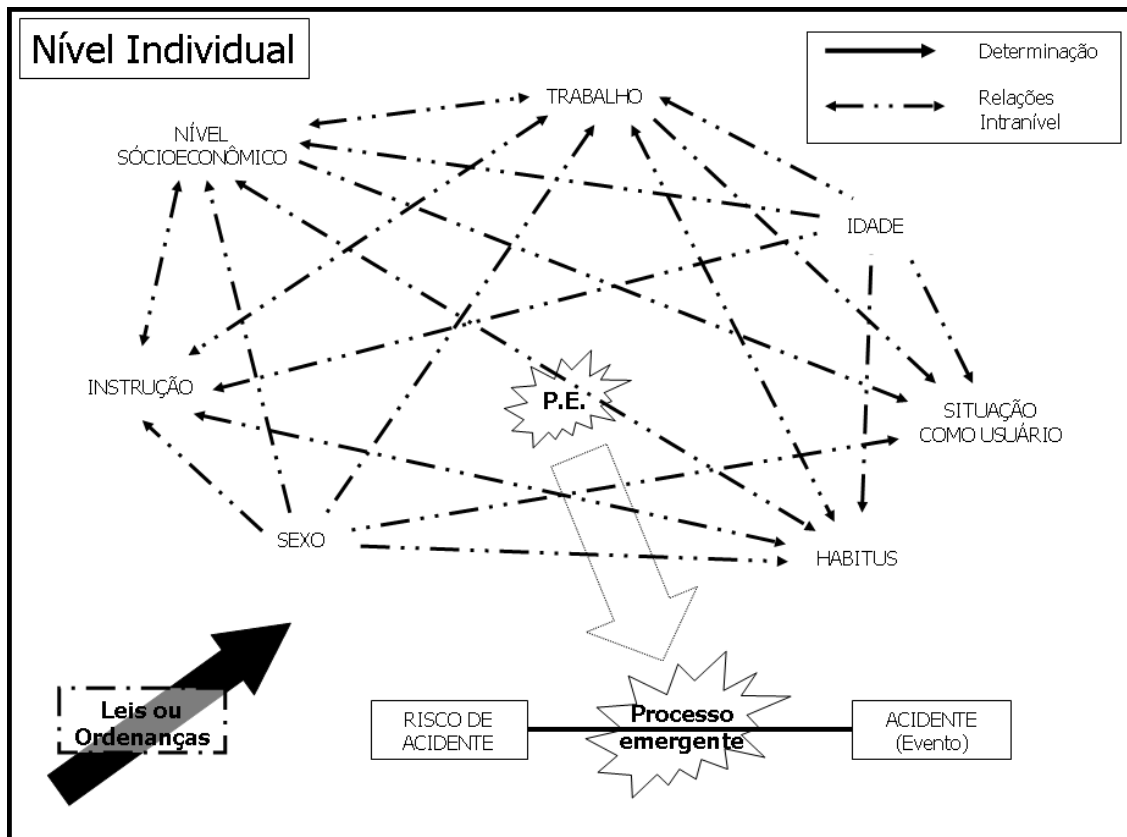 Nível Individual
Determinação
Relações
Intranível
TRABALHO
NÍVEL
SÓCIOECONÔMICO
IDADE
INSTRUÇÃO
P.E.
SITUAÇÃO
COMO USUÁRIO
SEXO
HABITUS
Leis ou
Ordenanças
RISCO DE
ACIDENTE
Processo
emergente
ACIDENTE
(Evento)